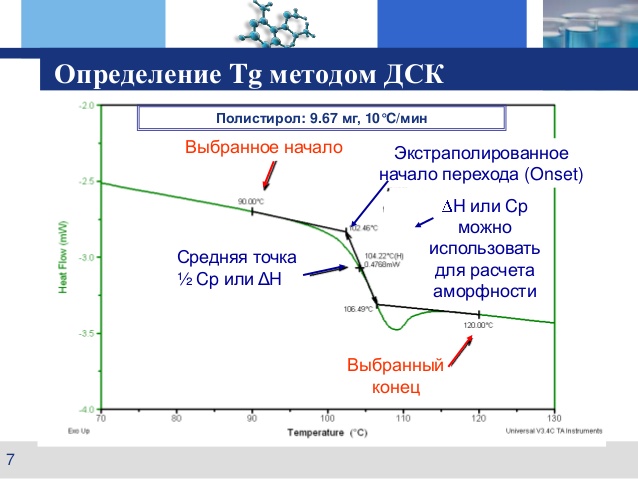 Определение Tg методом ДСК
Полистирол: 9.67 мг, 10°C/мин
Выбранное начало
Экстраполированное
начало перехода (Onset)
ΔH или Cp
можно
использовать
для расчета
аморфности
Средняя точка
½ Cp или ΔH
Выбранный
конец
90.00°C
102.46°C
104.22°C(H)
0.4768mW
106.49°C
120.00°C
-2.0
-2.5
-3.0
-3.5
-4.0
Heat Flow (mW)
70
80
90
100
110
120
130
Exo Up
Temperature (°C)
Universal V3.4C TA Instruments
7